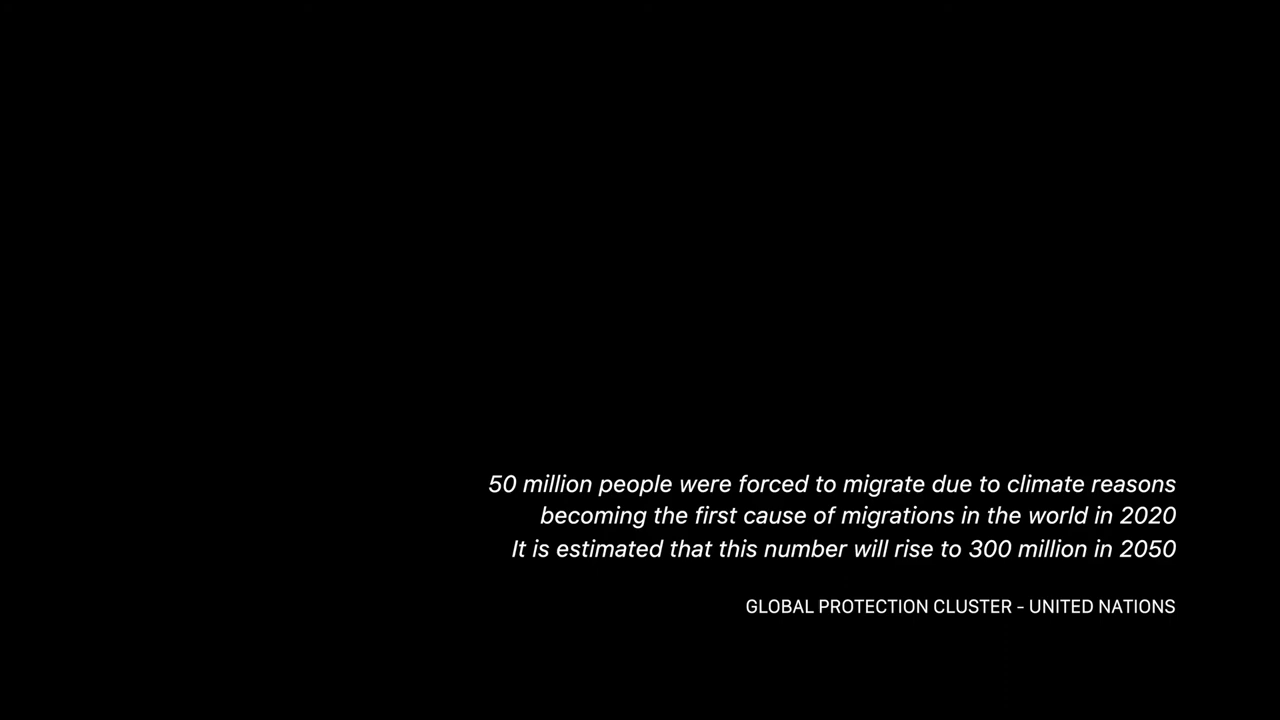 50 million people were forced to migrate due to climate reasons
becoming the first cause of migrations in the world in 2020
It is estimated that this number will rise to 300 million in 2050
GLOBAL PROTECTION CLUSTER - UNITED NATIONS